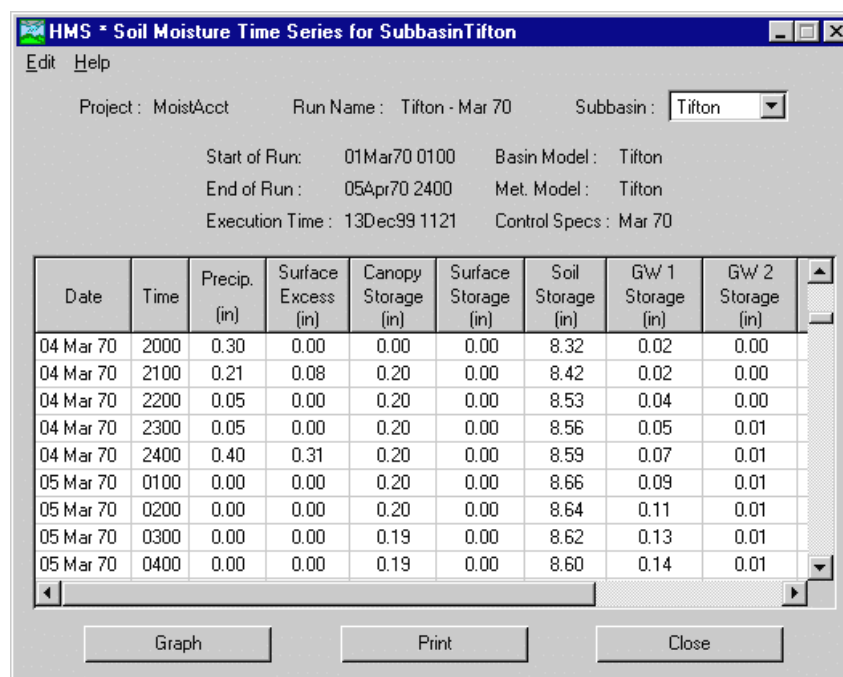 HMS * Soil Moisture Time Series for SubbasinTifton
Edit Help
Project : MoistAcct Run Name : Tifton - Mar 70 Subbasin : Tifton
Start of Run: 01Mar70 0100 Basin Model : Tifton
End of Run : 05Apr70 2400 Met. Model : Tifton
Execution Time : 13Dec99 1121 Control Specs : Mar 70
Date Time Precip. (in) Surface Excess (in) Canopy Storage (in) Surface Storage (in) Soil Storage (in) GW 1 Storage (in) GW 2 Storage (in)
04 Mar 70 2000 0.30 0.00 0.00 0.00 8.32 0.02 0.00
04 Mar 70 2100 0.21 0.08 0.20 0.00 8.42 0.02 0.00
04 Mar 70 2200 0.05 0.00 0.20 0.00 8.53 0.04 0.00
04 Mar 70 2300 0.05 0.00 0.20 0.00 8.56 0.05 0.01
04 Mar 70 2400 0.40 0.31 0.20 0.00 8.59 0.07 0.01
05 Mar 70 0100 0.00 0.00 0.20 0.00 8.66 0.09 0.01
05 Mar 70 0200 0.00 0.00 0.20 0.00 8.64 0.11 0.01
05 Mar 70 0300 0.00 0.00 0.19 0.00 8.62 0.13 0.01
05 Mar 70 0400 0.00 0.00 0.19 0.00 8.60 0.14 0.01
Graph Print Close